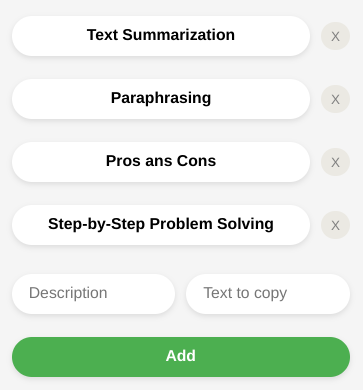 Text Summarization X
Paraphrasing X
Pros ans Cons X
Step-by-Step Problem Solving X
Description Text to copy
Add